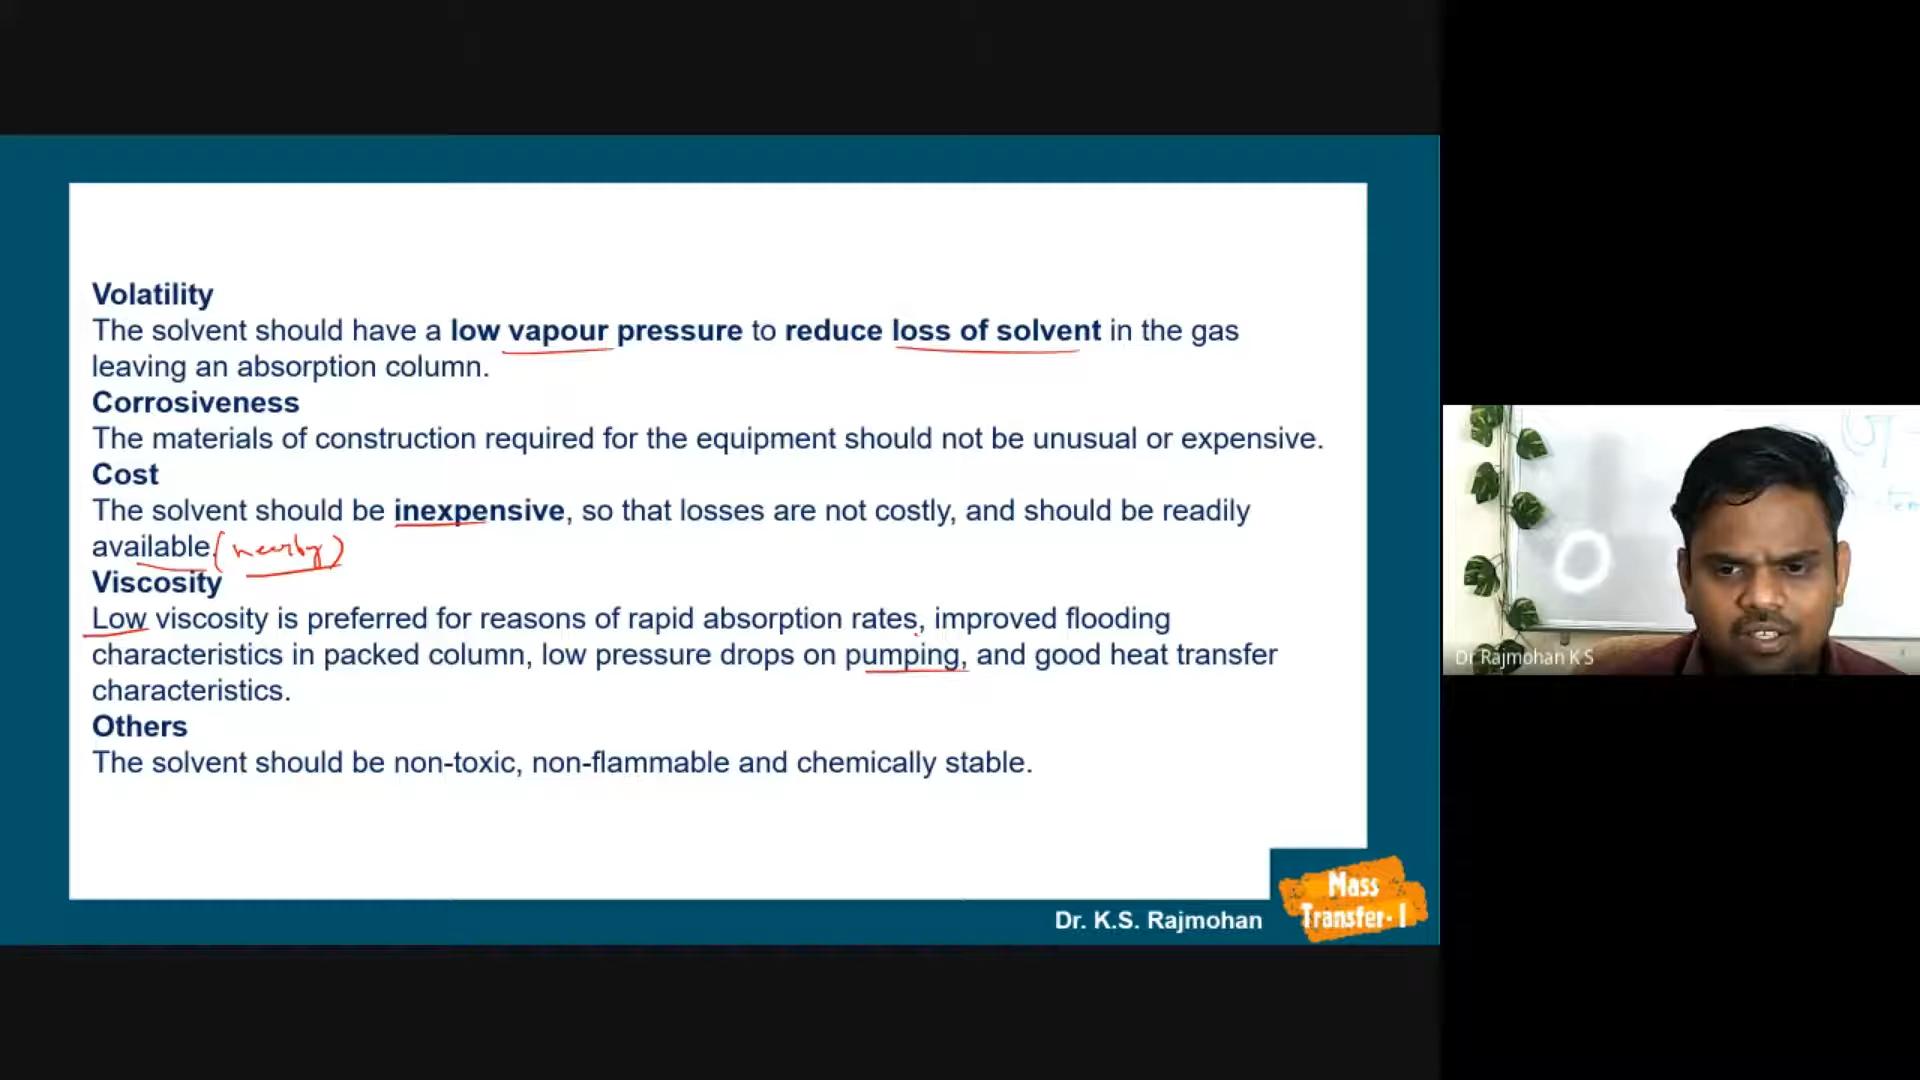 Volatility
The solvent should have a low vapour pressure to reduce loss of solvent in the gas
leaving an absorption column.
Corrosiveness
The materials of construction required for the equipment should not be unusual or expensive.
Cost
The solvent should be inexpensive, so that losses are not costly, and should be readily
available. (nearby)
Viscosity
Low viscosity is preferred for reasons of rapid absorption rates, improved flooding
characteristics in packed column, low pressure drops on pumping, and good heat transfer
characteristics.
Others
The solvent should be non-toxic, non-flammable and chemically stable.
Dr. K.S. Rajmohan
Mass
Transfer- I
Dr Rajmohan K S